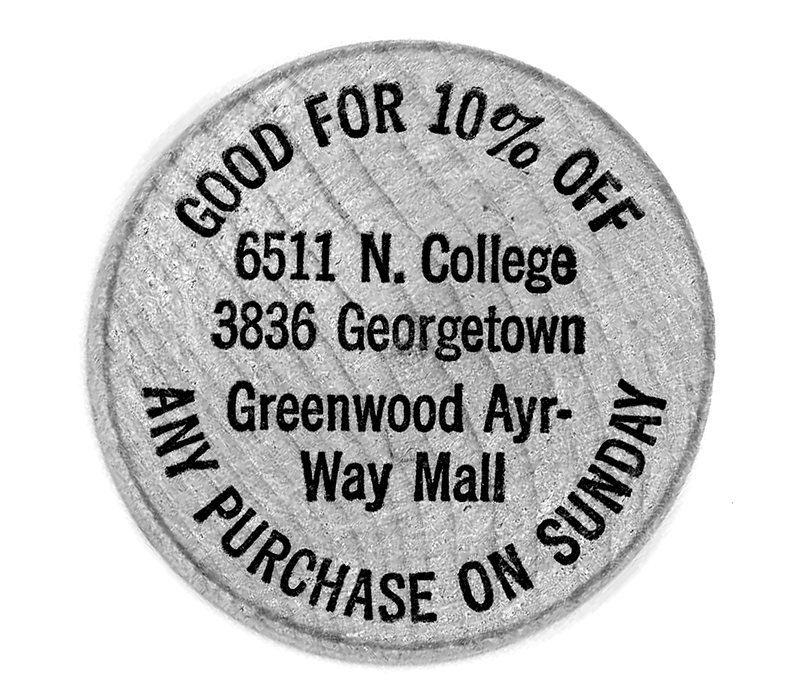 GOOD FOR 10% OFF
6511 N. College
3836 Georgetown
Greenwood Ayr-
Way Mall
ANY PURCHASE ON SUNDAY